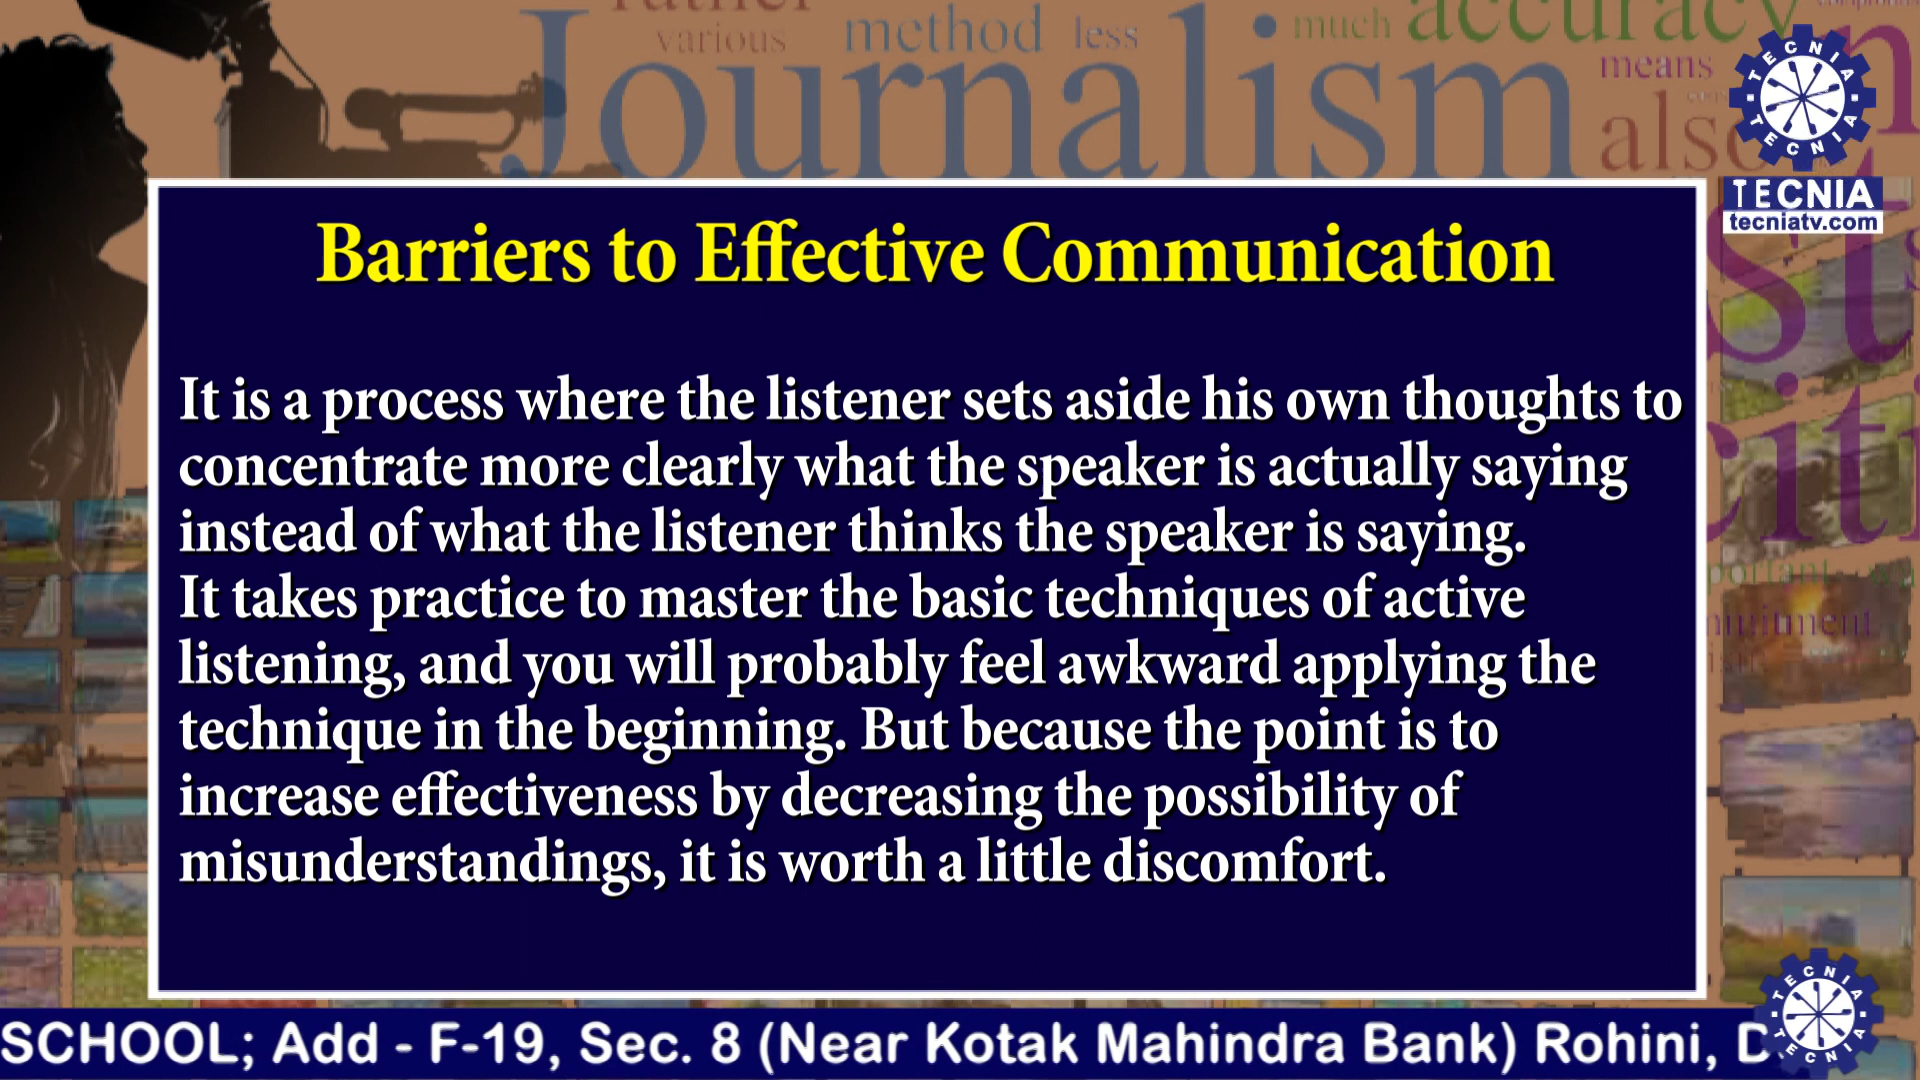 rather
various method less much accuracy
Journalism
means
also
TECNIA TECNIA
TECNIA
tecniatv.com
Barriers to Effective Communication
It is a process where the listener sets aside his own thoughts to
concentrate more clearly what the speaker is actually saying
instead of what the listener thinks the speaker is saying.
It takes practice to master the basic techniques of active
listening, and you will probably feel awkward applying the
technique in the beginning. But because the point is to
increase effectiveness by decreasing the possibility of
misunderstandings, it is worth a little discomfort.
SCHOOL; Add - F-19, Sec. 8 (Near Kotak Mahindra Bank) Rohini, D
TECNIA TECNIA